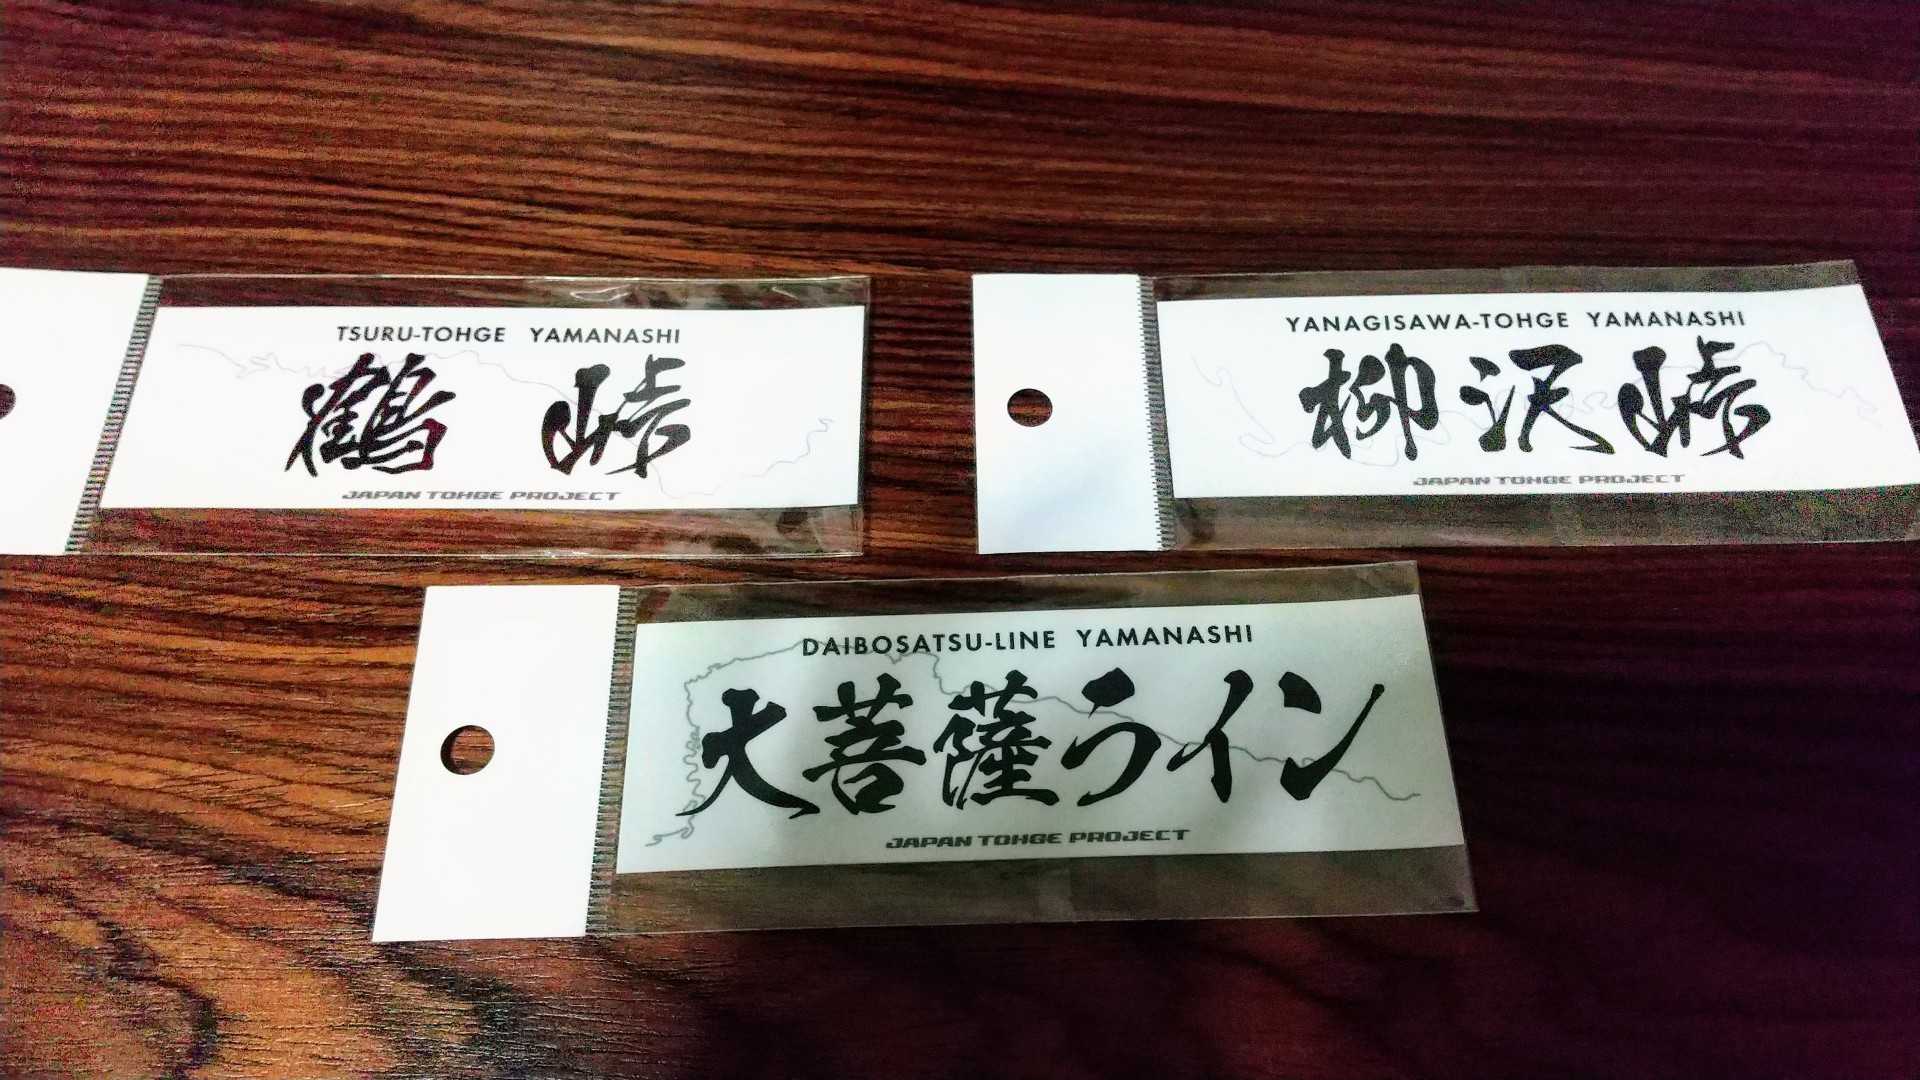 TSURU-TOHGE YAMANASHI
鶴峠
JAPAN TOHGE PROJECT
YANAGISAWA-TOHGE YAMANASHI
柳沢峠
JAPAN TOHGE PROJECT
DAIBOSATSU-LINE YAMANASHI
大菩薩ライン
JAPAN TOHGE PROJECT